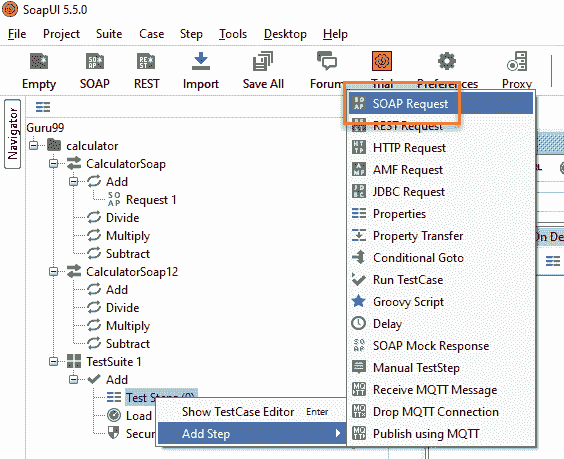 SoapUI 5.5.0
File Project Suite Case Step Tools Desktop Help
Empty SOAP REST Import Save All Forum Trial Preferences Proxy
Navigator
Guru99
calculator
CalculatorSoap
Add
Request 1
Divide
Multiply
Subtract
CalculatorSoap12
Add
Divide
Multiply
Subtract
TestSuite 1
Add
Test Steps (0)
Load
Secur
Show TestCase Editor Enter
Add Step
SOAP Request
REST Request
HTTP Request
AMF Request
JDBC Request
Properties
Property Transfer
Conditional Goto
Run TestCase
Groovy Script
Delay
SOAP Mock Response
Manual TestStep
Receive MQTT Message
Drop MQTT Connection
Publish using MQTT
On De